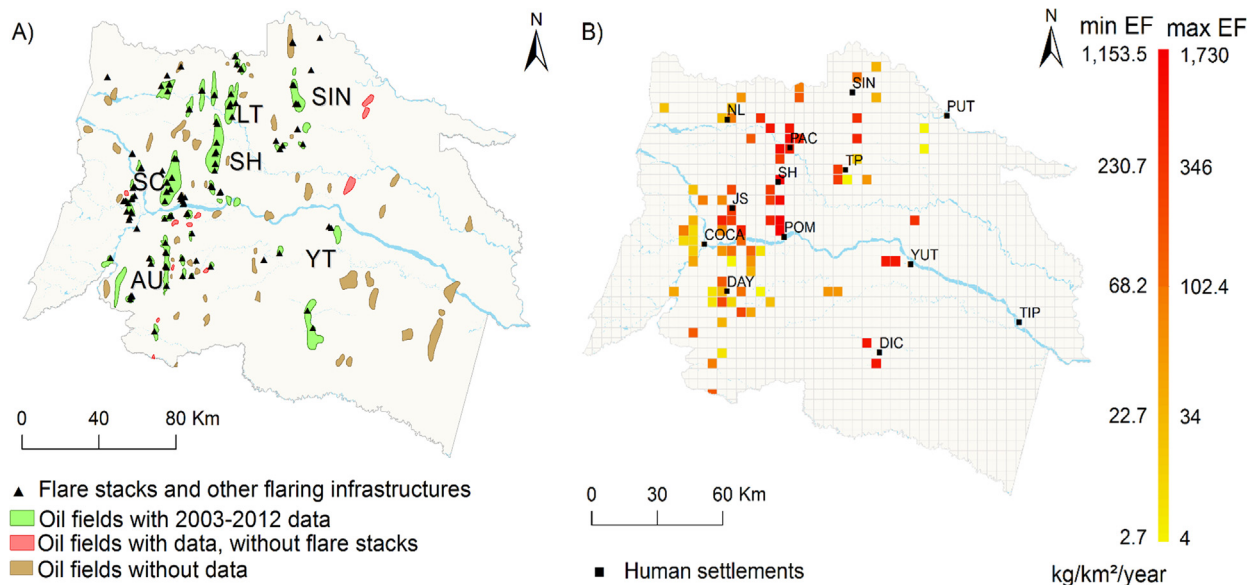 A)
N
SIN
LT
SH
SC
YT
AU
0 40 80 Km
Flare stacks and other flaring infrastructures
Oil fields with 2003-2012 data
Oil fields with data, without flare stacks
Oil fields without data
B)
N
SIN
PUT
NL
PAC
TP
SH
JS
COCA
POM
YUT
DAY
TIP
DIC
0 30 60 Km
Human settlements
min EF max EF
1,153.5 1,730
230.7 346
68.2 102.4
22.7 34
2.7 4
kg/km²/year